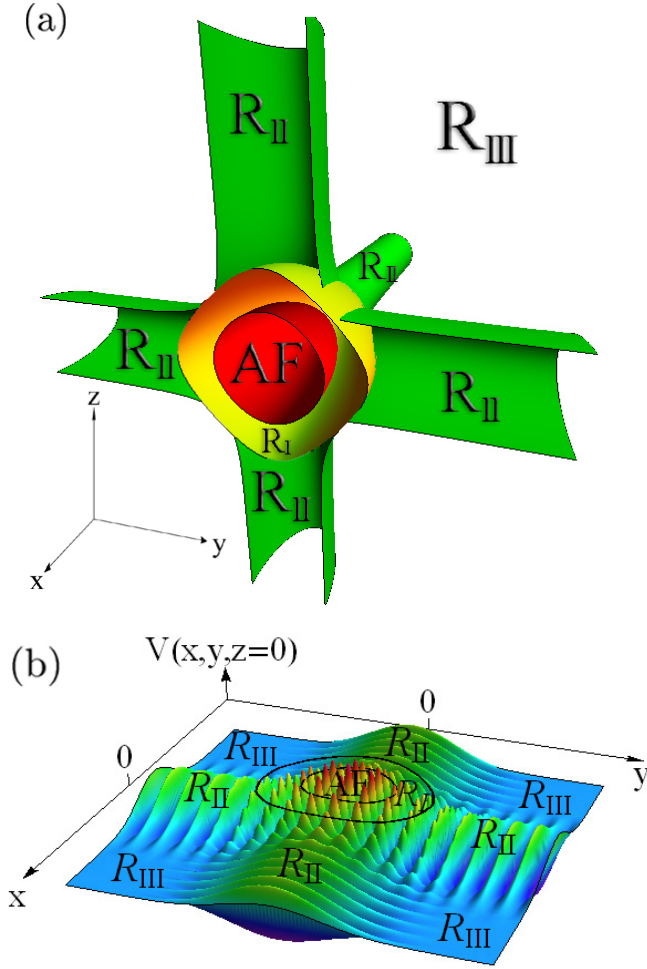 (a)
R_II
R_III
R_II
R_II
AF
R_II
R_I
R_II
z
y
x
(b)
V(x,y,z=0)
0
0
R_III
R_II
y
R_II
AF
R_I
R_III
R_II
R_III
R_II
x
R_III